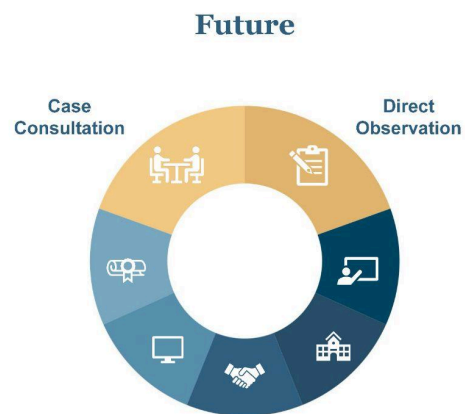 Future
Case
Consultation
Direct
Observation